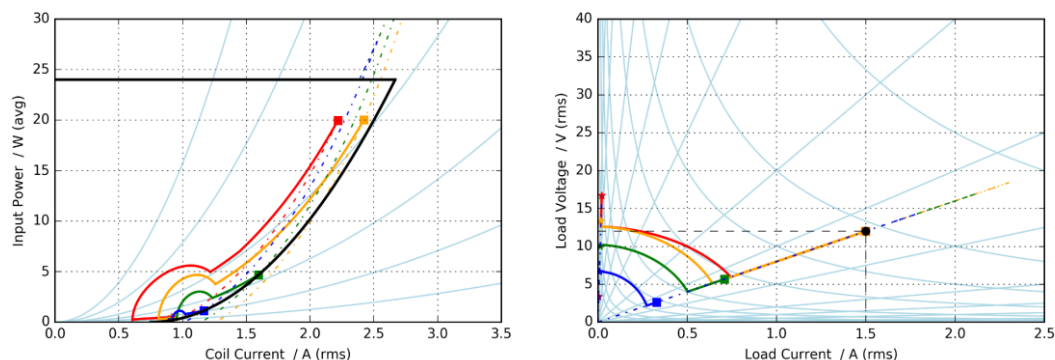 30
25
20
15
10
5
0
0.0 0.5 1.0 1.5 2.0 2.5 3.0 3.5
Input Power / W (avg)
Coil Current / A (rms)
40
35
30
25
20
15
10
5
0
0.0 0.5 1.0 1.5 2.0 2.5
Load Voltage / V (rms)
Load Current / A (rms)